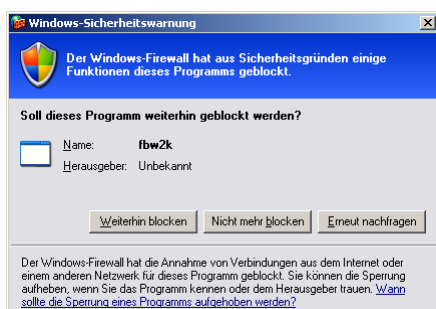 Windows-Sicherheitswarnung
Der Windows-Firewall hat aus Sicherheitsgründen einige
Funktionen dieses Programms geblockt.
Soll dieses Programm weiterhin geblockt werden?
Name: fbw2k
Herausgeber: Unbekannt
Weiterhin blocken Nicht mehr blocken Erneut nachfragen
Der Windows-Firewall hat die Annahme von Verbindungen aus dem Internet oder
einem anderen Netzwerk für dieses Programm geblockt. Sie können die Sperrung
aufheben, wenn Sie das Programm kennen oder dem Herausgeber trauen. Wann
sollte die Sperrung eines Programms aufgehoben werden?